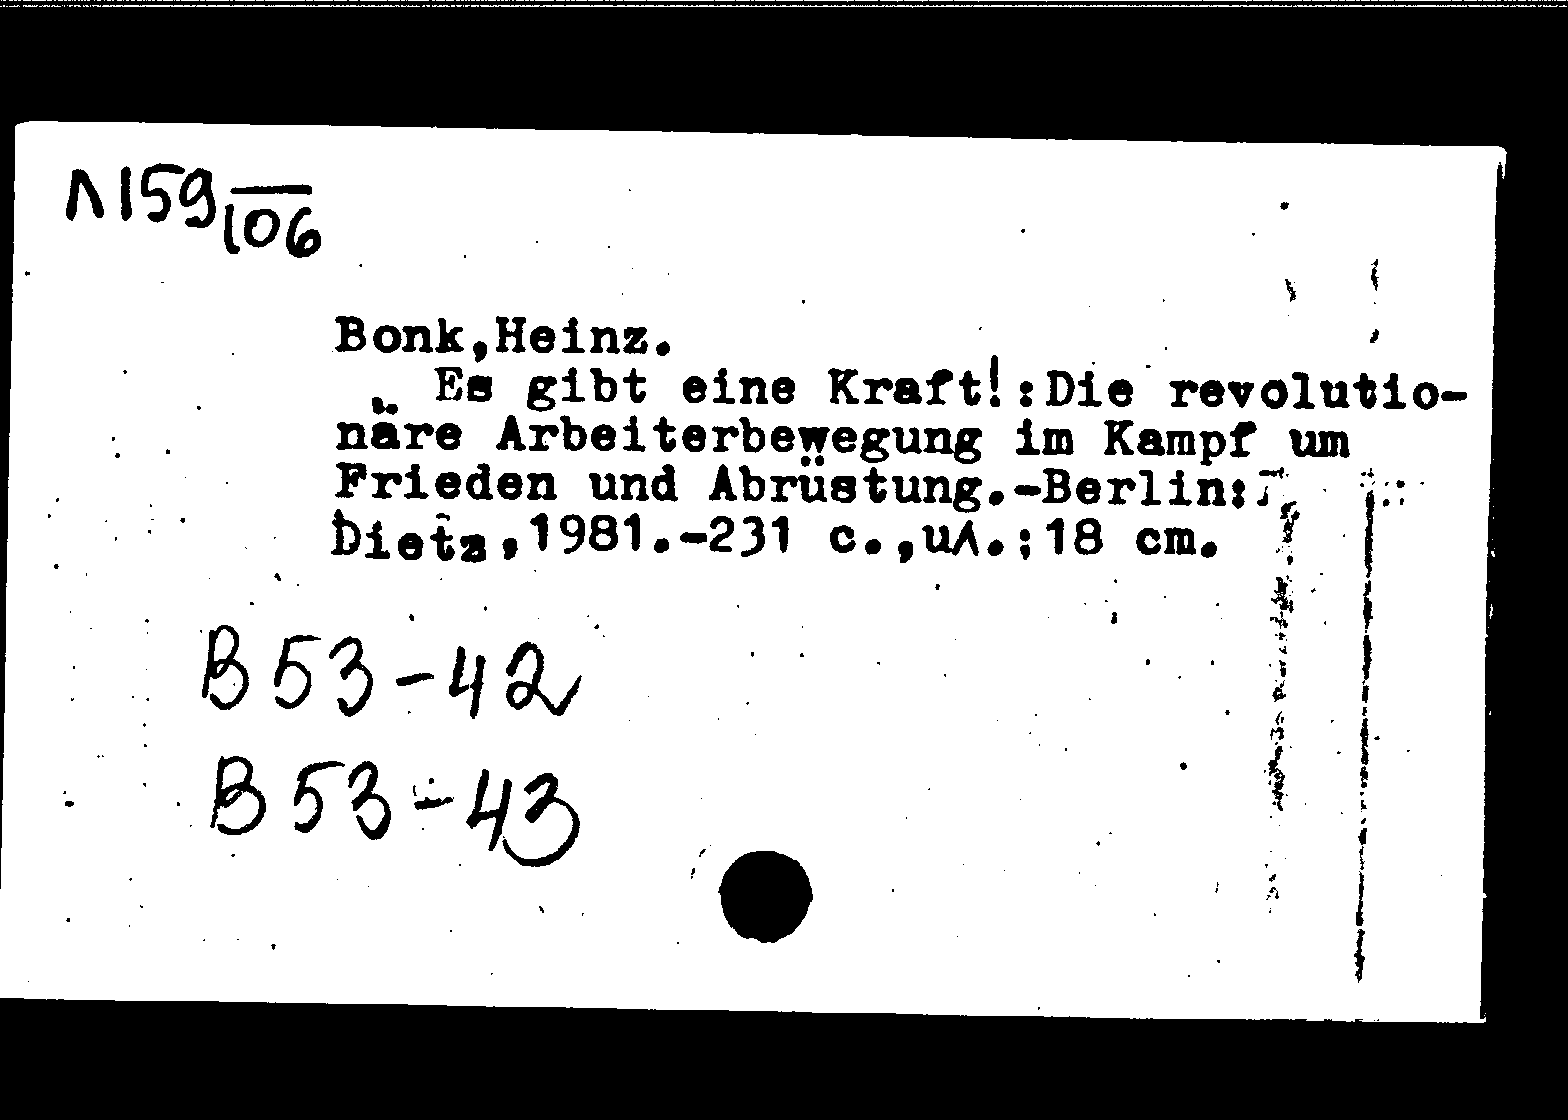 Л159
106
Bonk,Heinz.
Es gibt eine Kraft!:Die revolutio-
näre Arbeiterbewegung im Kampf um
Frieden und Abrüstung.-Berlin:
Dietz,1981.-231 с.,ил.;18 cm.
B53-42
B53-43